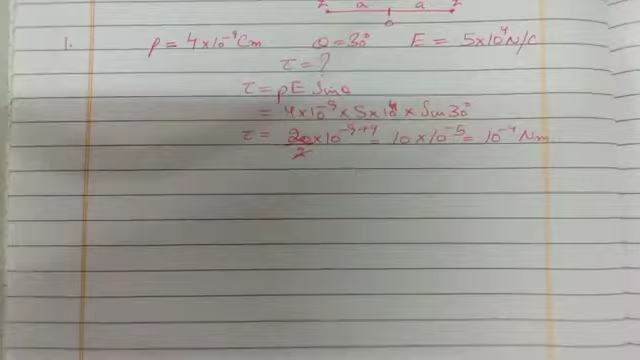 a a
o
1. p = 4×10⁻⁹ Cm θ = 30° E = 5×10⁴ N/C
τ = ?
τ = pE Sinθ
= 4×10⁻⁹ × 5×10⁴ × Sin 30°
τ = 20/2 ×10⁻⁹⁺⁴ = 10 × 10⁻⁵ = 10⁻⁴ Nm